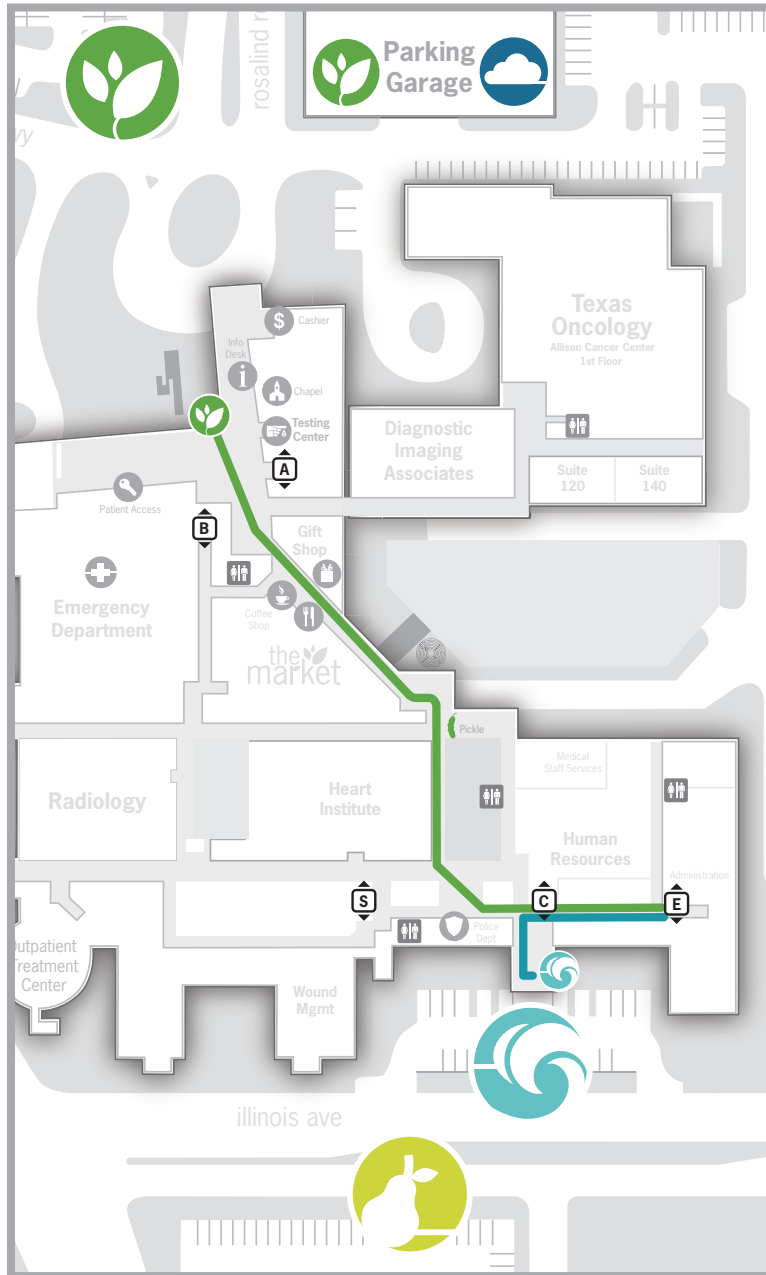 rosalind r
Parking
Garage
wy
Texas
Oncology
Allison Cancer Center
1st Floor
$
Cashier
Info
Desk
i
Chapel
Testing
Center
A
Diagnostic
Imaging
Associates
Suite
120
Suite
140
Patient Access
B
Gift
Shop
Emergency
Department
Coffee
Shop
the
market
Pickle
Medical
Staff Services
Radiology
Heart
Institute
Human
Resources
Administration
S
C
E
Police
Dept
Outpatient
Treatment
Center
Wound
Mgmt
illinois ave